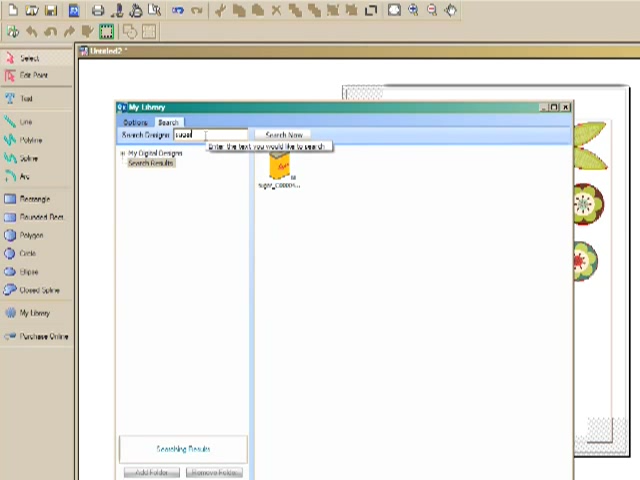 Untitled2 *
Select
Edit Point
Text
Line
Polyline
Spline
Arc
Rectangle
Rounded Rect.
Polygon
Circle
Ellipse
Closed Spline
My Library
Purchase Online
My Library
Options
Search
Search Designs
Search Now
Enter the text you would like to search
My Digital Designs
Search Results
Searching Results
Add Folder
Remove Folder